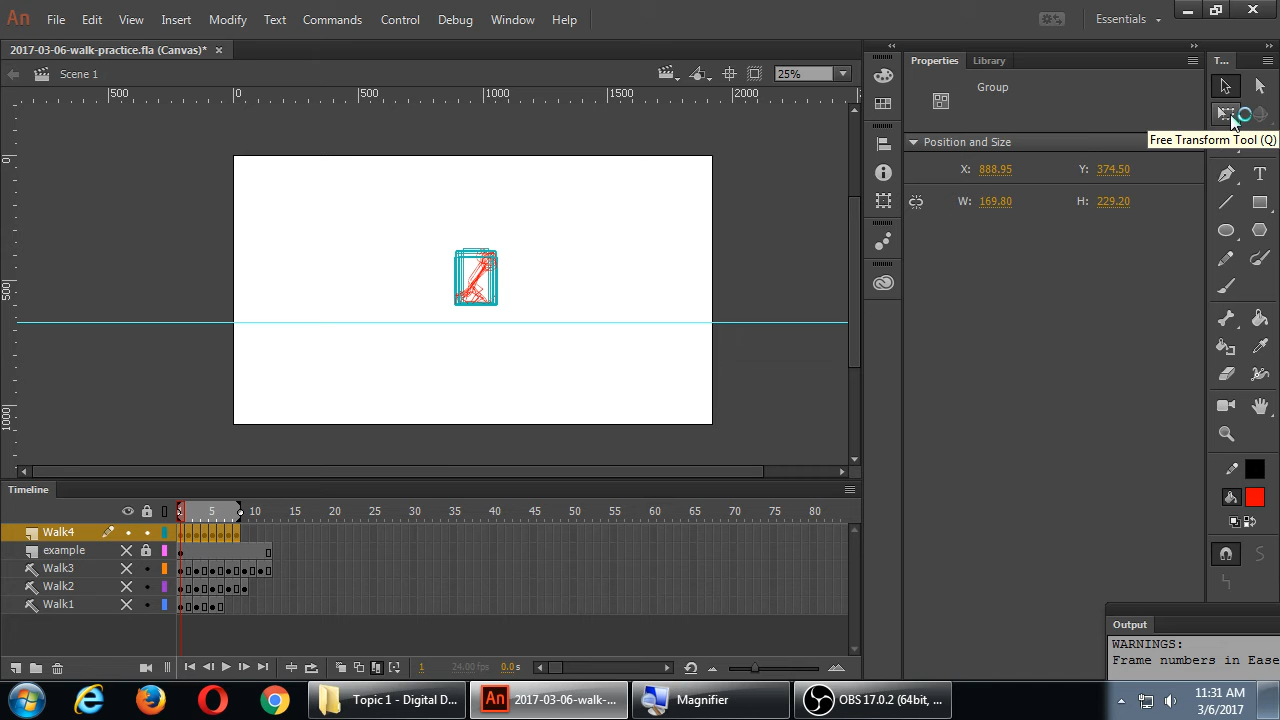 An File Edit View Insert Modify Text Commands Control Debug Window Help Essentials
2017-03-06-walk-practice.fla (Canvas)* ×
Properties Library T...
Scene 1 25%
500 0 500 1000 1500 2000
Group
0
500
1000
Free Transform Tool (Q)
Position and Size
X: 888.95 Y: 374.50
W: 169.80 H: 229.20
Timeline
5 10 15 20 25 30 35 40 45 50 55 60 65 70 75 80
Walk4
example
Walk3
Walk2
Walk1
1 24.00 fps 0.0 s
Output
WARNINGS:
Frame numbers in Ease
Topic 1 - Digital D...
An 2017-03-06-walk-...
Magnifier
OBS 17.0.2 (64bit, ...
11:31 AM
3/6/2017